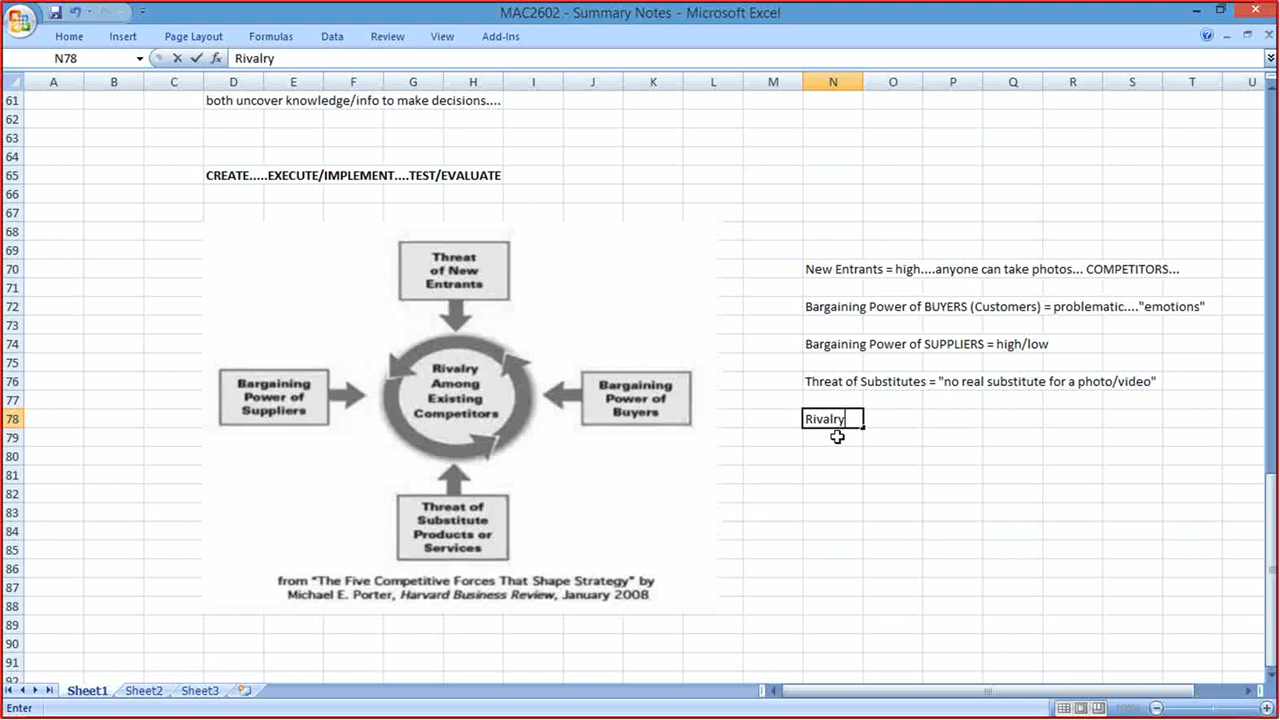 MAC2602 - Summary Notes - Microsoft Excel
Home Insert Page Layout Formulas Data Review View Add-Ins
N78 fx Rivalry
A B C D E F G H I J K L M N O P Q R S T U
61 both uncover knowledge/info to make decisions....
62
63
64
65 CREATE.....EXECUTE/IMPLEMENT....TEST/EVALUATE
66
67
68
69
70 New Entrants = high....anyone can take photos... COMPETITORS...
71
72 Bargaining Power of BUYERS (Customers) = problematic...."emotions"
73
74 Bargaining Power of SUPPLIERS = high/low
75
76 Threat of Substitutes = "no real substitute for a photo/video"
77
78 Rivalry
79
80
81
82
83
84
85
86
87
88
89
90
91
92
Threat
of New
Entrants
Bargaining
Power of
Suppliers
Rivalry
Among
Existing
Competitors
Bargaining
Power of
Buyers
Threat of
Substitute
Products or
Services
from "The Five Competitive Forces That Shape Strategy" by
Michael E. Porter, Harvard Business Review, January 2008
Sheet1 Sheet2 Sheet3
Enter 100%